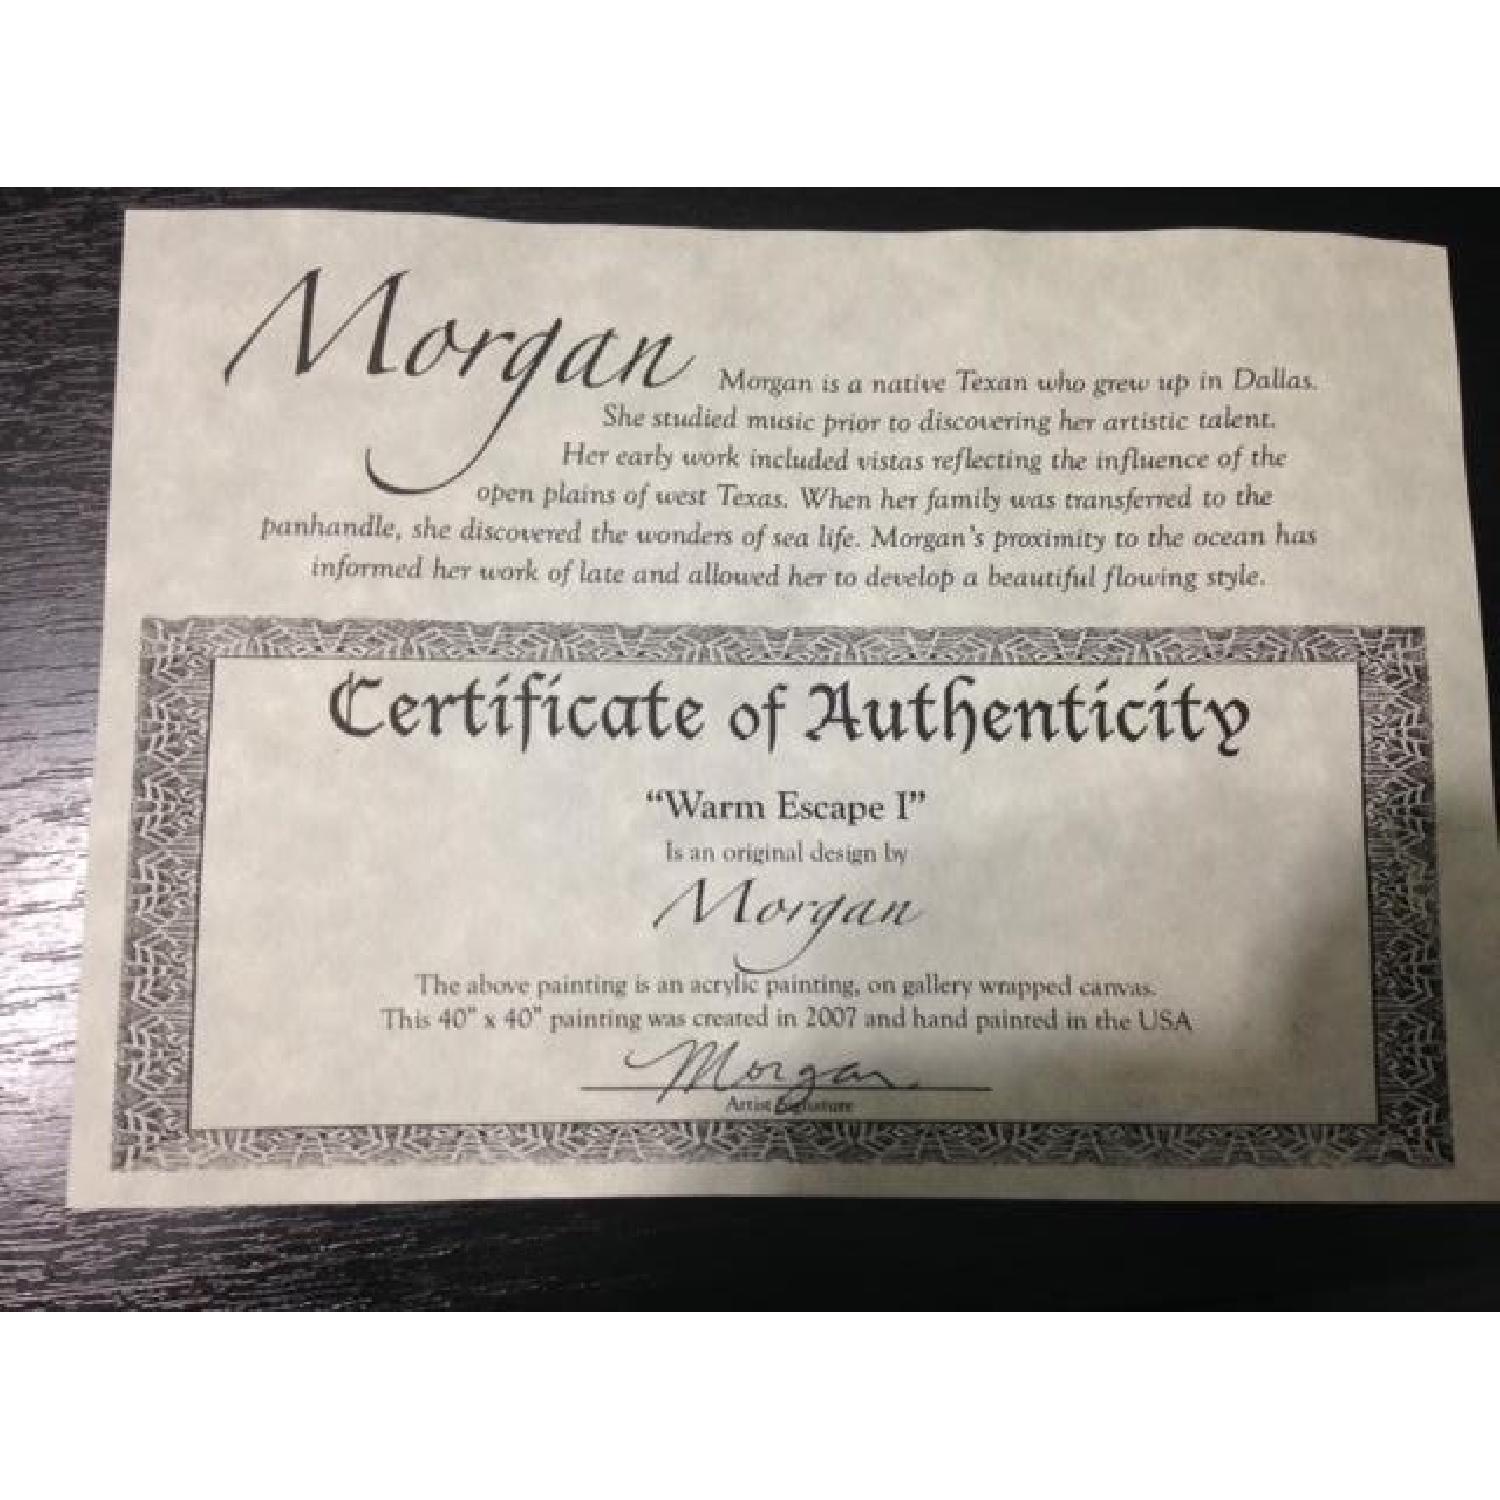 Morgan
Morgan is a native Texan who grew up in Dallas.
She studied music prior to discovering her artistic talent.
Her early work included vistas reflecting the influence of the
open plains of west Texas. When her family was transferred to the
panhandle, she discovered the wonders of sea life. Morgan's proximity to the ocean has
informed her work of late and allowed her to develop a beautiful flowing style.
Certificate of Authenticity
"Warm Escape I"
Is an original design by
Morgan
The above painting is an acrylic painting, on gallery wrapped canvas.
This 40" x 40" painting was created in 2007 and hand painted in the USA
Morgan
Artist Signature